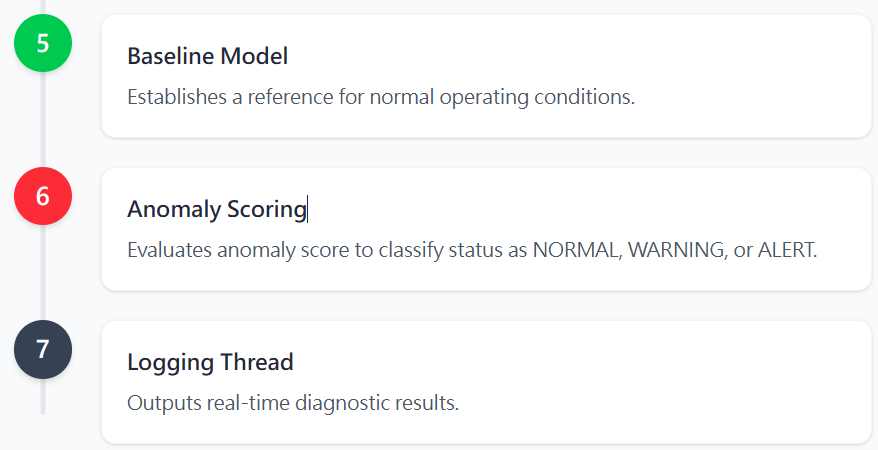 5
Baseline Model
Establishes a reference for normal operating conditions.
6
Anomaly Scoring
Evaluates anomaly score to classify status as NORMAL, WARNING, or ALERT.
7
Logging Thread
Outputs real-time diagnostic results.